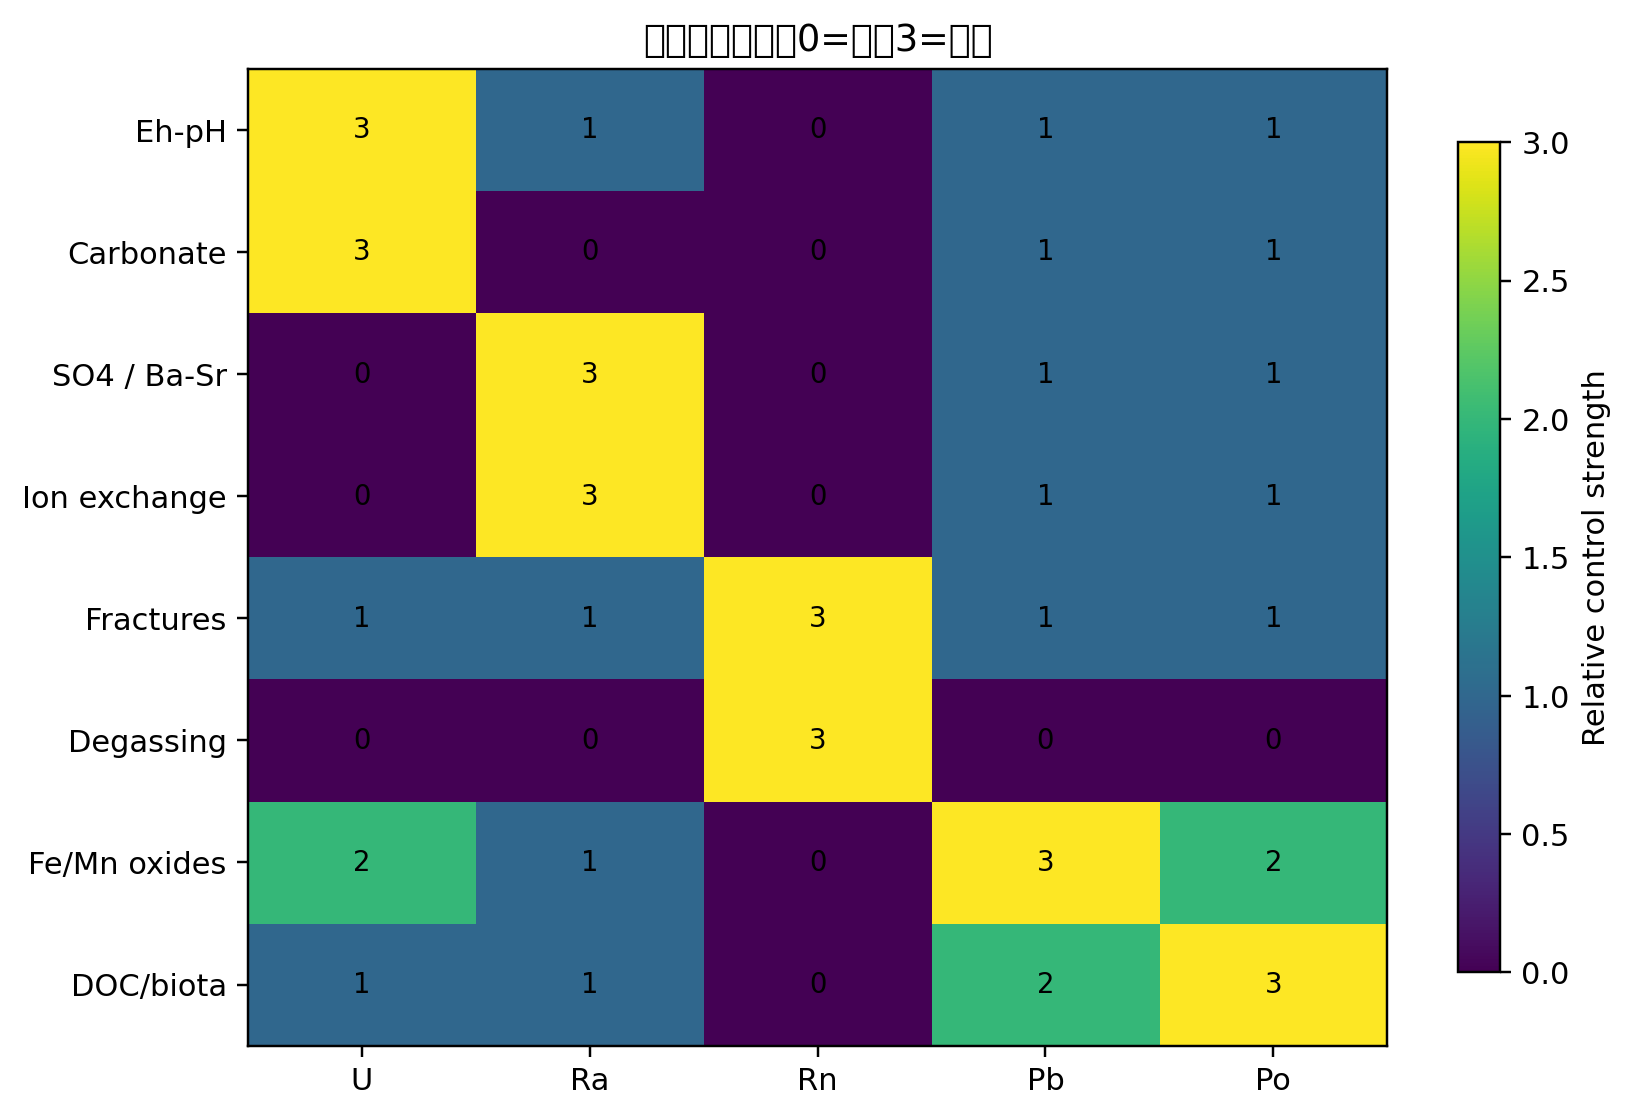 0=3=
Eh-pH 3 1 0 1 1
Carbonate 3 0 0 1 1
SO4 / Ba-Sr 0 3 0 1 1
Ion exchange 0 3 0 1 1
Fractures 1 1 3 1 1
Degassing 0 0 3 0 0
Fe/Mn oxides 2 1 0 3 2
DOC/biota 1 1 0 2 3
U Ra Rn Pb Po
3.0
2.5
2.0
1.5
1.0
0.5
0.0
Relative control strength